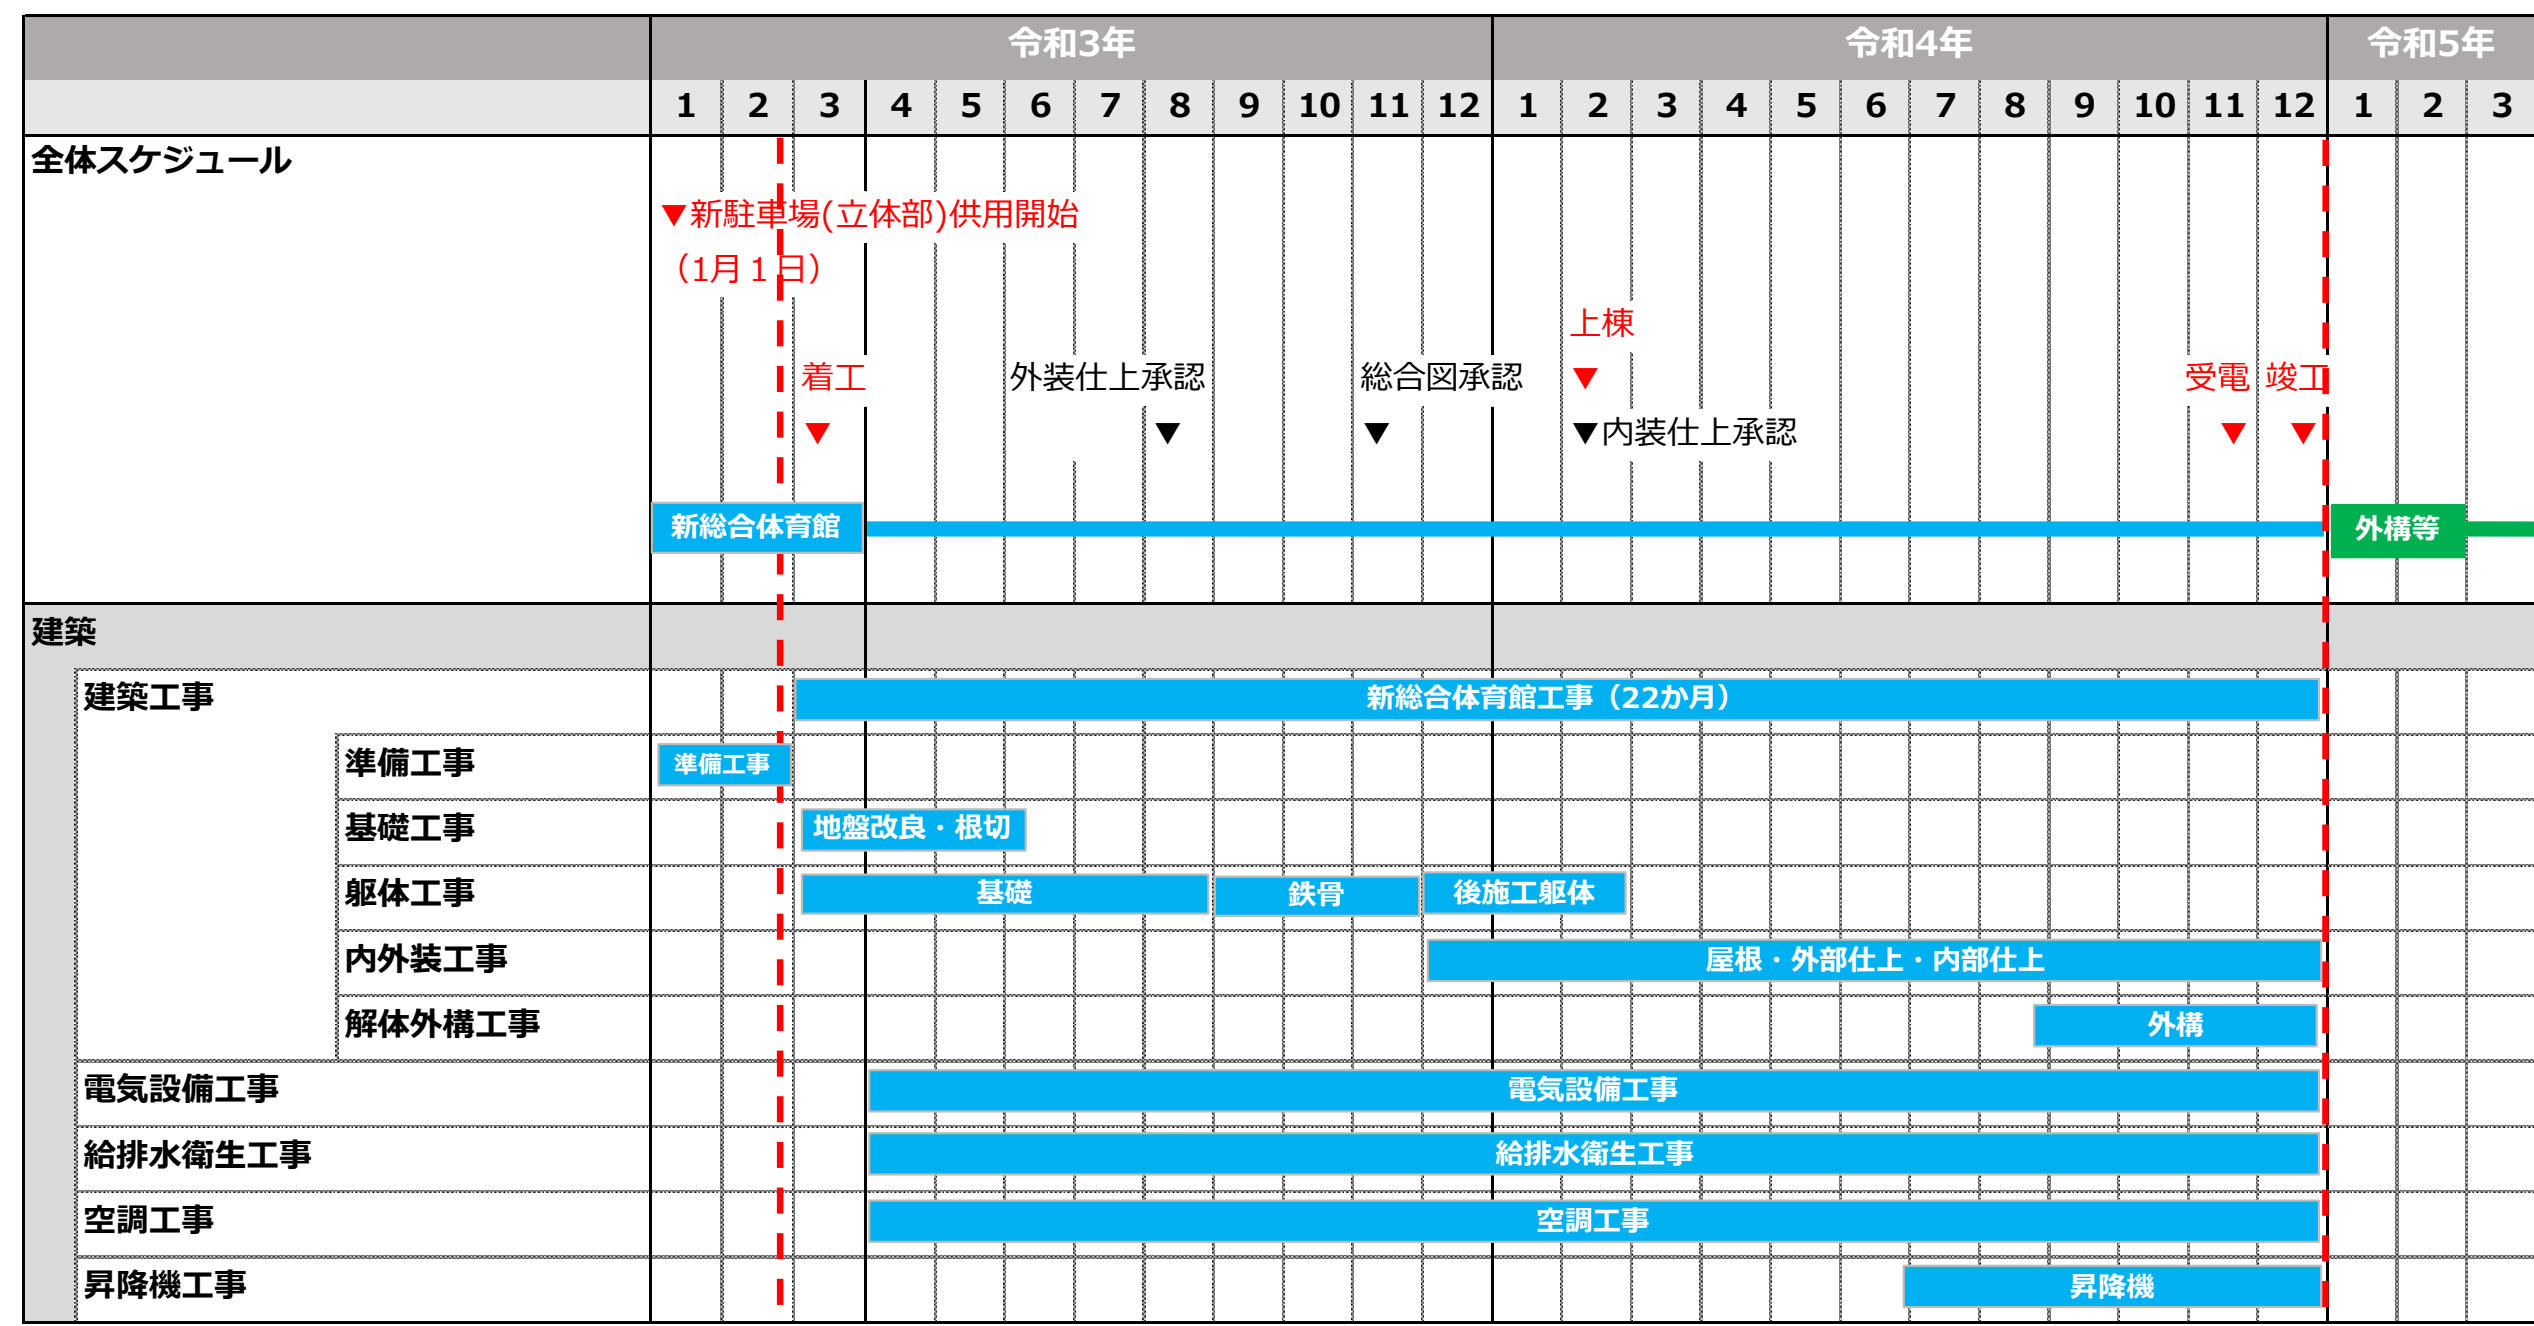 令和3年 令和4年 令和5年
1 2 3 4 5 6 7 8 9 10 11 12 1 2 3 4 5 6 7 8 9 10 11 12 1 2 3
全体スケジュール
▼新駐車場(立体部)供用開始
（1月１日）
上棟
着工 外装仕上承認 総合図承認 ▼ 受電 竣工
▼ ▼ ▼ ▼内装仕上承認 ▼ ▼
新総合体育館 外構等
建築
建築工事 新総合体育館工事（22か月）
準備工事 準備工事
基礎工事 地盤改良・根切
躯体工事 基礎 鉄骨 後施工躯体
内外装工事 屋根・外部仕上・内部仕上
解体外構工事 外構
電気設備工事 電気設備工事
給排水衛生工事 給排水衛生工事
空調工事 空調工事
昇降機工事 昇降機